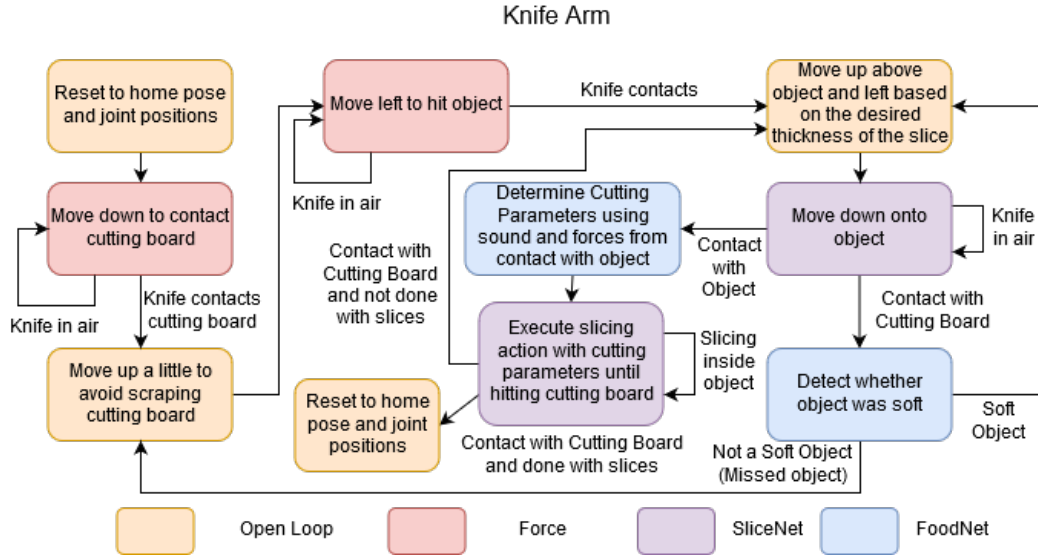 Knife Arm
Reset to home pose
and joint positions
Move down to contact
cutting board
Knife in air
Knife contacts
cutting board
Move up a little to
avoid scraping
cutting board
Move left to hit object
Knife in air
Knife contacts
Move up above
object and left based
on the desired
thickness of the slice
Move down onto
object
Knife
in air
Contact
with
Object
Determine Cutting
Parameters using
sound and forces from
contact with object
Contact with
Cutting Board
and not done
with slices
Execute slicing
action with cutting
parameters until
hitting cutting board
Slicing
inside
object
Contact with Cutting Board
and done with slices
Reset to home
pose and joint
positions
Contact with
Cutting Board
Detect whether
object was soft
Soft
Object
Not a Soft Object
(Missed object)
Open Loop
Force
SliceNet
FoodNet